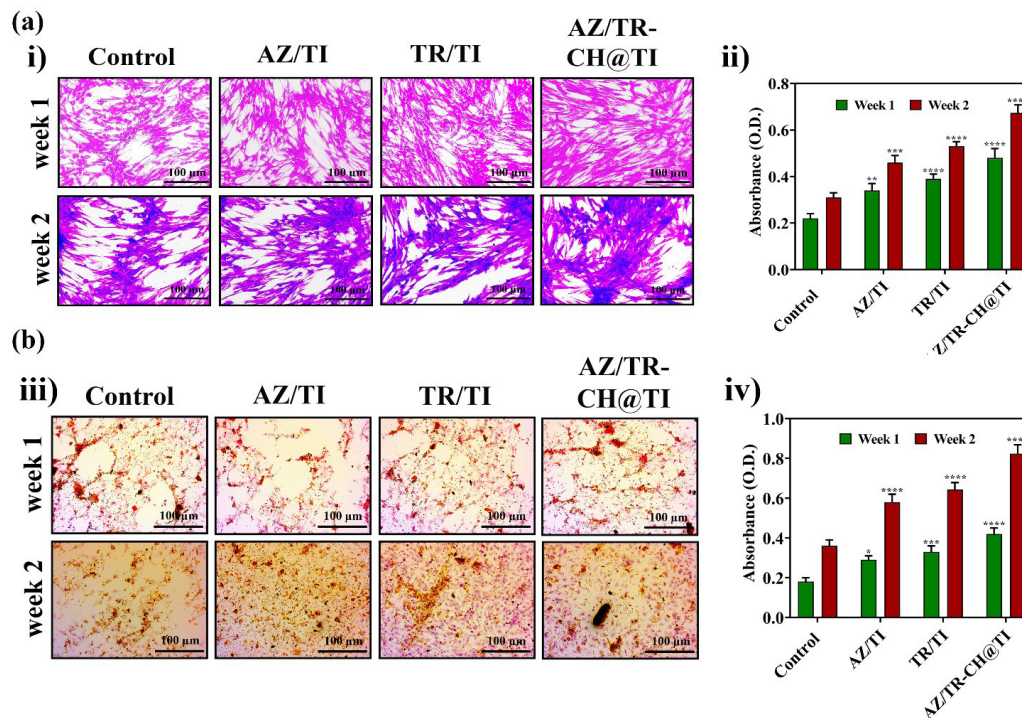 (a)
i)
Control
AZ/TI
TR/TI
AZ/TR-
CH@TI
week 1
100 µm
100 µm
100 µm
100 µm
week 2
100 µm
100 µm
100 µm
100 µm
ii)
0.8
0.6
0.4
0.2
0.0
Absorbance (O.D.)
Week 1
Week 2
**
***
****
****
****
***
Control
AZ/TI
TR/TI
Z/TR-CH@TI
(b)
iii)
Control
AZ/TI
TR/TI
AZ/TR-
CH@TI
week 1
100 µm
100 µm
100 µm
100 µm
week 2
100 µm
100 µm
100 µm
100 µm
iv)
1.0
0.8
0.6
0.4
0.2
0.0
Absorbance (O.D.)
Week 1
Week 2
*
****
***
****
****
***
Control
AZ/TI
TR/TI
AZ/TR-CH@TI